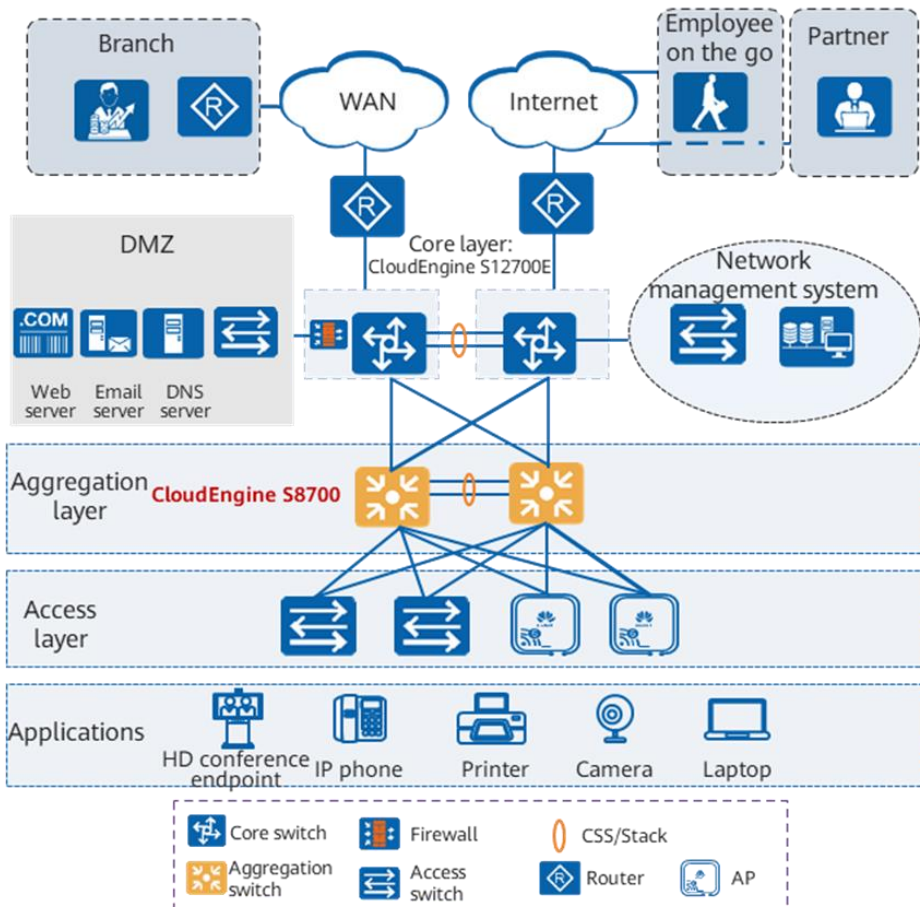 Branch
WAN
Internet
Employee
on the go
Partner
R
R
R
DMZ
Core layer:
CloudEngine S12700E
Network
management system
.COM
Web
server
Email
server
DNS
server
Aggregation
layer
CloudEngine S8700
Access
layer
Applications
HD conference
endpoint
IP phone
Printer
Camera
Laptop
Core switch
Firewall
CSS/Stack
Aggregation
switch
Access
switch
R
Router
AP